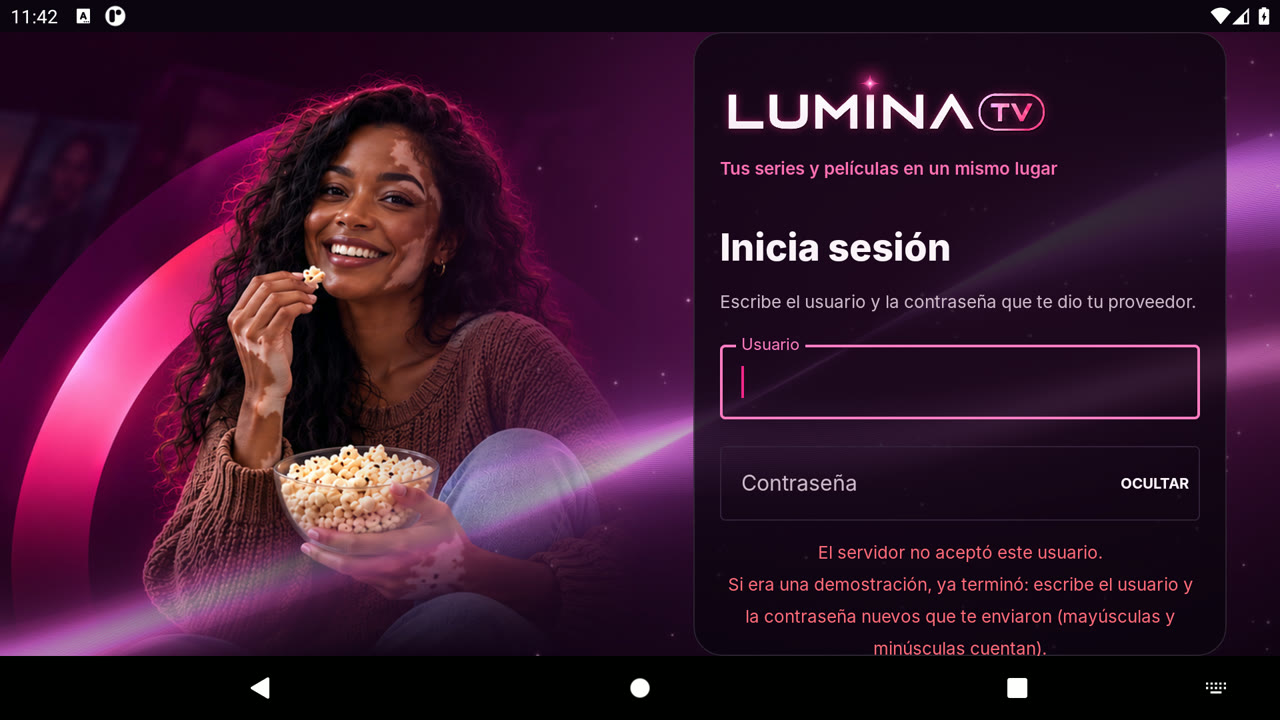 11:42
LUMINA TV
Tus series y películas en un mismo lugar
Inicia sesión
Escribe el usuario y la contraseña que te dio tu proveedor.
Usuario
Contraseña OCULTAR
El servidor no aceptó este usuario.
Si era una demostración, ya terminó: escribe el usuario y
la contraseña nuevos que te enviaron (mayúsculas y
minúsculas cuentan).